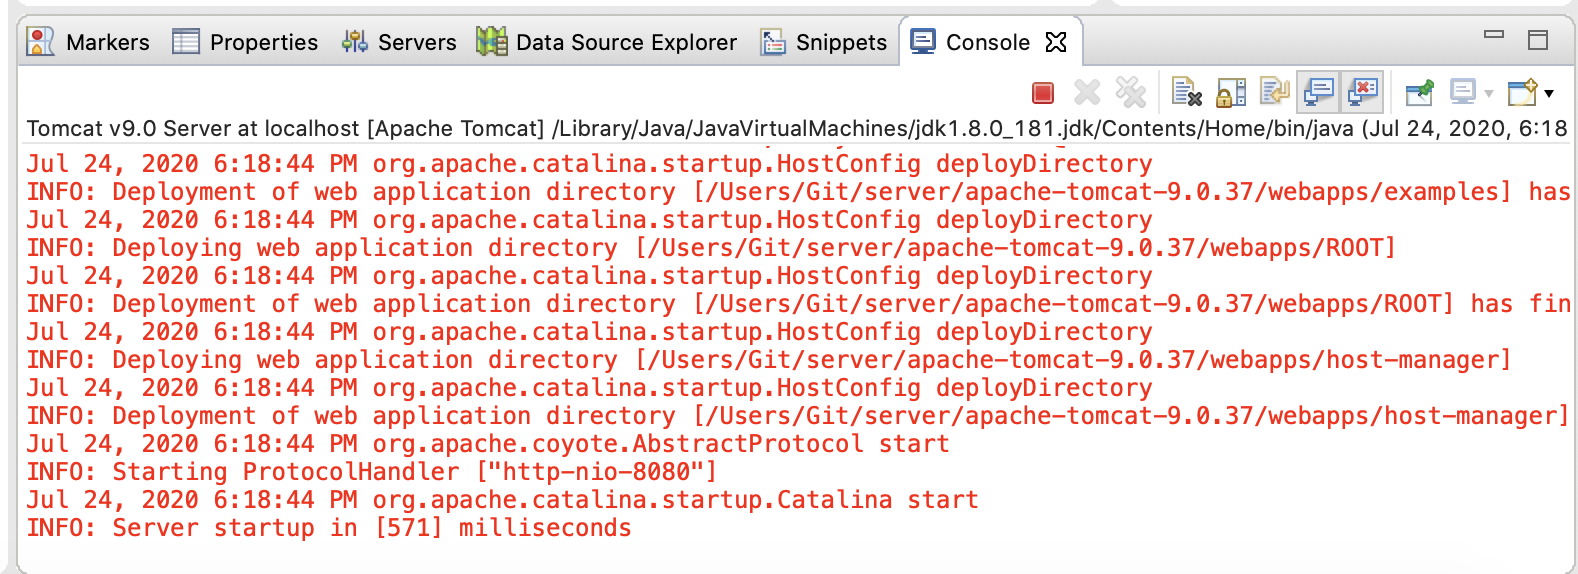 Markers Properties Servers Data Source Explorer Snippets Console
Tomcat v9.0 Server at localhost [Apache Tomcat] /Library/Java/JavaVirtualMachines/jdk1.8.0_181.jdk/Contents/Home/bin/java (Jul 24, 2020, 6:18
Jul 24, 2020 6:18:44 PM org.apache.catalina.startup.HostConfig deployDirectory
INFO: Deployment of web application directory [/Users/Git/server/apache-tomcat-9.0.37/webapps/examples] has
Jul 24, 2020 6:18:44 PM org.apache.catalina.startup.HostConfig deployDirectory
INFO: Deploying web application directory [/Users/Git/server/apache-tomcat-9.0.37/webapps/ROOT]
Jul 24, 2020 6:18:44 PM org.apache.catalina.startup.HostConfig deployDirectory
INFO: Deployment of web application directory [/Users/Git/server/apache-tomcat-9.0.37/webapps/ROOT] has fin
Jul 24, 2020 6:18:44 PM org.apache.catalina.startup.HostConfig deployDirectory
INFO: Deploying web application directory [/Users/Git/server/apache-tomcat-9.0.37/webapps/host-manager]
Jul 24, 2020 6:18:44 PM org.apache.catalina.startup.HostConfig deployDirectory
INFO: Deployment of web application directory [/Users/Git/server/apache-tomcat-9.0.37/webapps/host-manager]
Jul 24, 2020 6:18:44 PM org.apache.coyote.AbstractProtocol start
INFO: Starting ProtocolHandler ["http-nio-8080"]
Jul 24, 2020 6:18:44 PM org.apache.catalina.startup.Catalina start
INFO: Server startup in [571] milliseconds